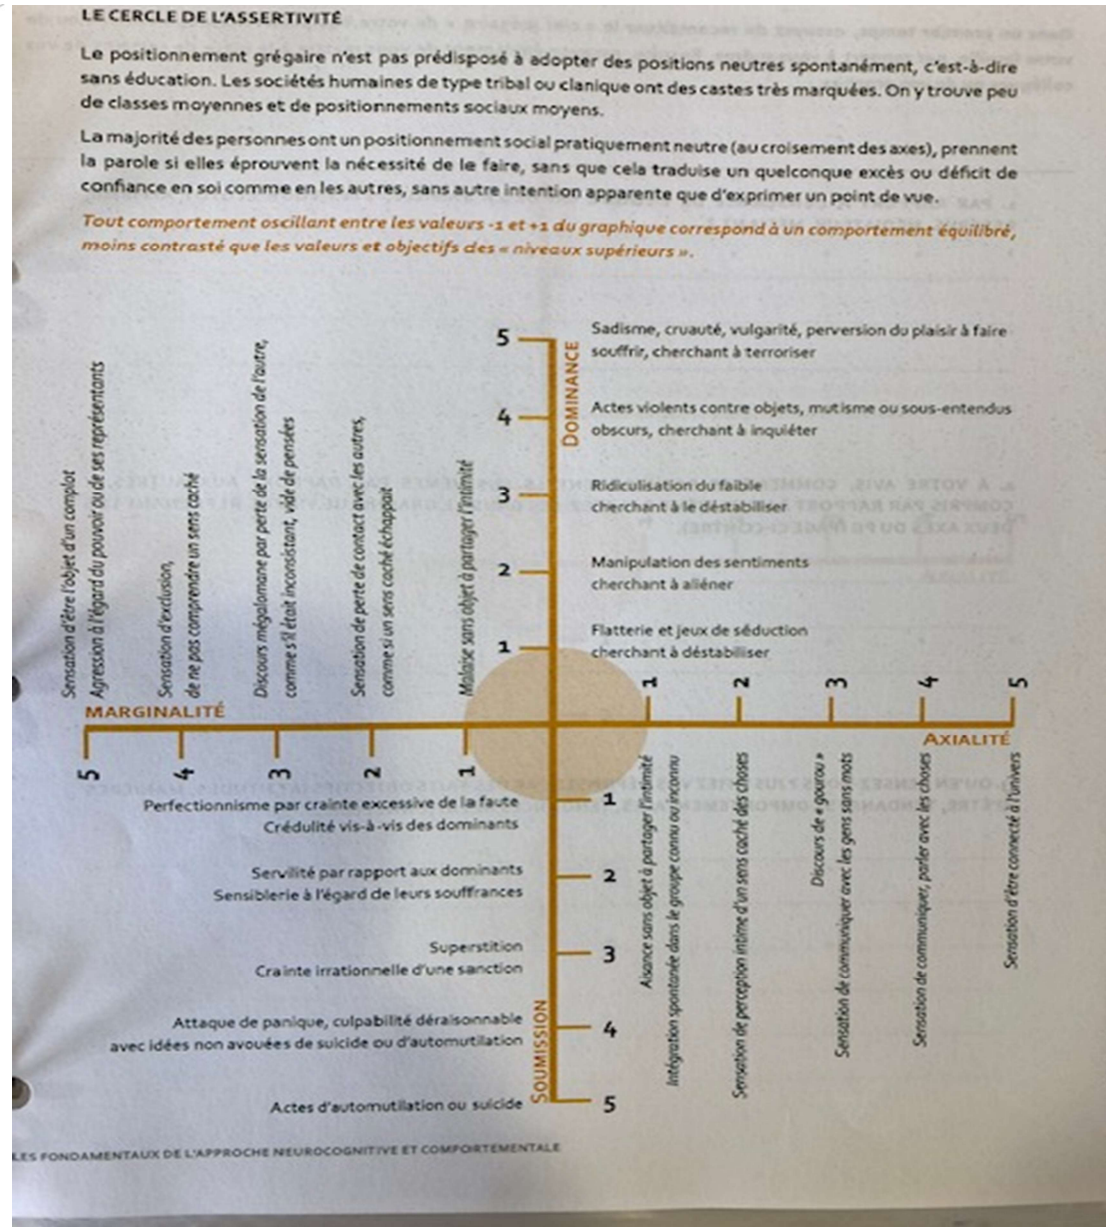 LE CERCLE DE L'ASSERTIVITÉ
Le positionnement grégaire n'est pas prédisposé à adopter des positions neutres spontanément, c'est-à-dire
sans éducation. Les sociétés humaines de type tribal ou clanique ont des castes très marquées. On y trouve peu
de classes moyennes et de positionnements sociaux moyens.
La majorité des personnes ont un positionnement social pratiquement neutre (au croisement des axes), prennent
la parole si elles éprouvent la nécessité de le faire, sans que cela traduise un quelconque excès ou déficit de
confiance en soi comme en les autres, sans autre intention apparente que d'exprimer un point de vue.
Tout comportement oscillant entre les valeurs -1 et +1 du graphique correspond à un comportement équilibré,
moins contrasté que les valeurs et objectifs des « niveaux supérieurs ».
DOMINANCE
5
Sadisme, cruauté, vulgarité, perversion du plaisir à faire
souffrir, cherchant à terroriser
4
Actes violents contre objets, mutisme ou sous-entendus
obscurs, cherchant à inquiéter
3
Ridiculisation du faible
cherchant à le déstabiliser
2
Manipulation des sentiments
cherchant à aliéner
1
Flatterie et jeux de séduction
cherchant à déstabiliser
MARGINALITÉ
5
Sensation d'être l'objet d'un complot
Agression à l'égard du pouvoir ou de ses représentants
4
Sensation d'exclusion,
de ne pas comprendre un sens caché
3
Discours mégalomane par perte de la sensation de l'autre,
comme s'il était inconsistant, vide de pensées
2
Sensation de perte de contact avec les autres,
comme si un sens caché échappait
1
Malaise sans objet à partager l'intimité
AXIALITÉ
1
Aisance sans objet à partager l'intimité
Intégration spontanée dans le groupe connu ou inconnu
2
Sensation de perception intime d'un sens caché des choses
3
Discours de « gourou »
Sensation de communiquer avec les gens sans mots
4
Sensation de communiquer, parler avec les choses
5
Sensation d'être connecté à l'univers
SOUMISSION
1
Perfectionnisme par crainte excessive de la faute
Crédulité vis-à-vis des dominants
2
Servilité par rapport aux dominants
Sensiblerie à l'égard de leurs souffrances
3
Superstition
Crainte irrationnelle d'une sanction
4
Attaque de panique, culpabilité déraisonnable
avec idées non avouées de suicide ou d'automutilation
5
Actes d'automutilation ou suicide
LES FONDAMENTAUX DE L'APPROCHE NEUROCOGNITIVE ET COMPORTEMENTALE